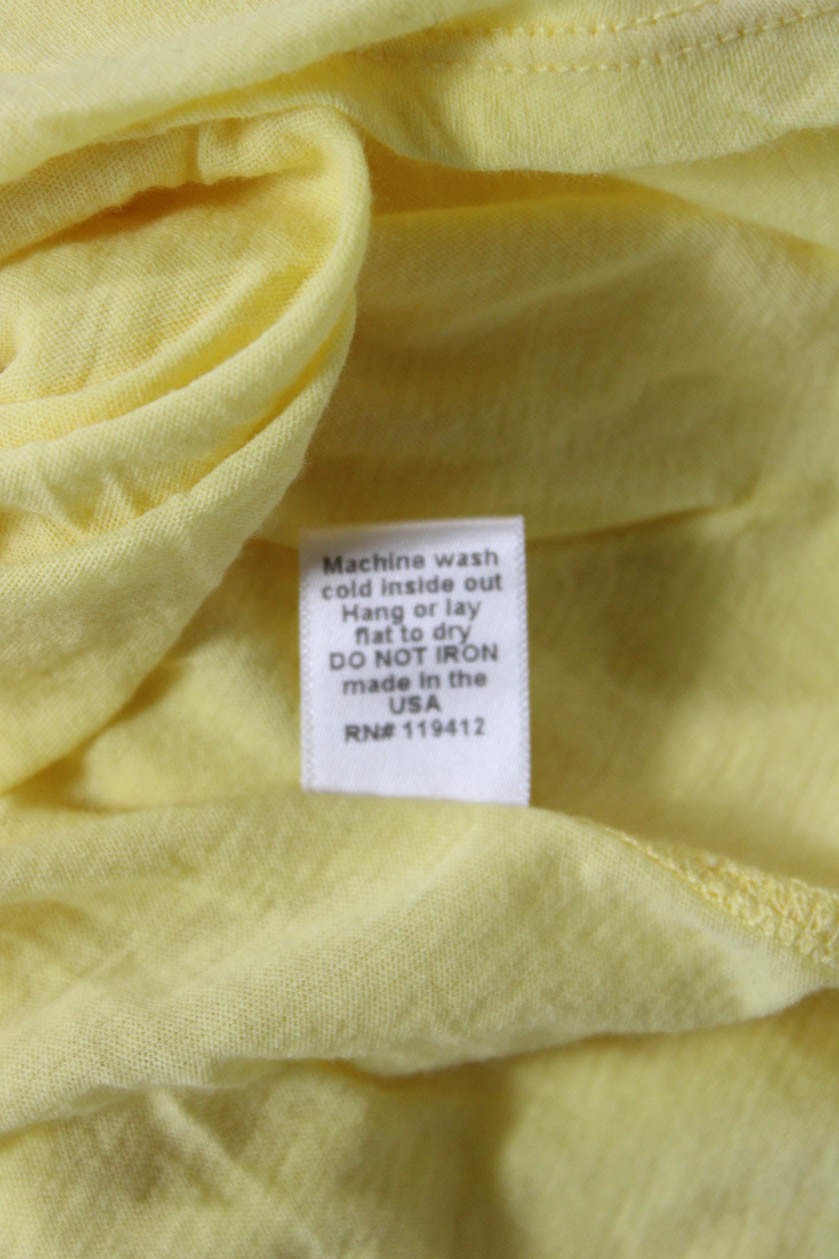 Machine wash
cold inside out
Hang or lay
flat to dry
DO NOT IRON
made in the
USA
RN# 119412